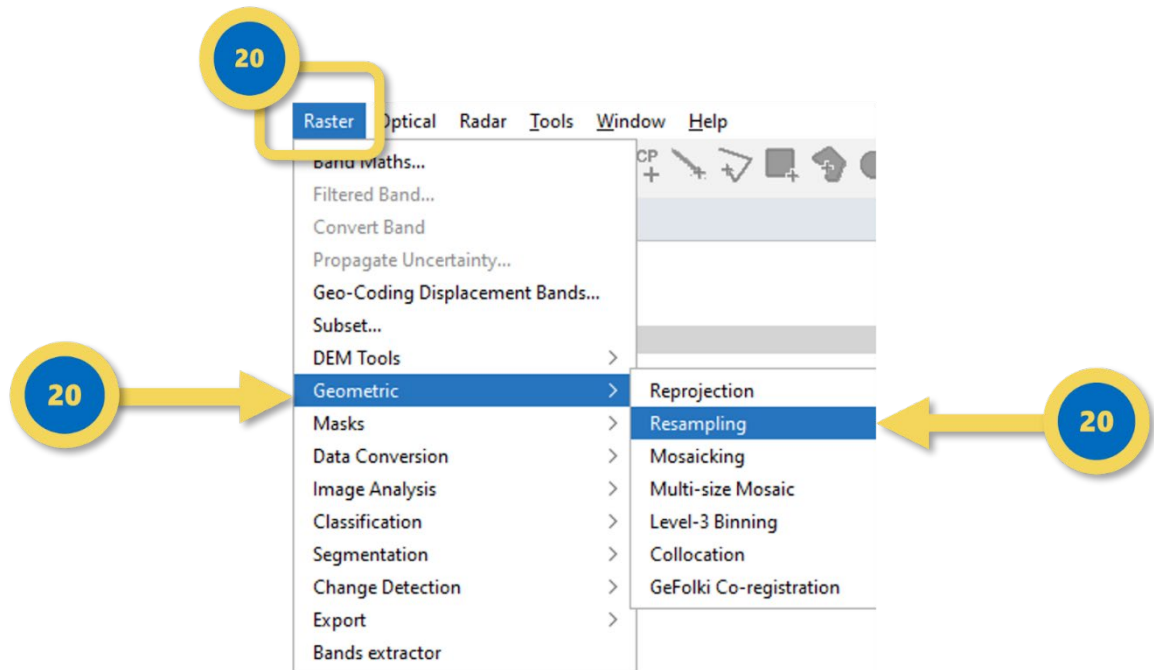 20
Raster Optical Radar Tools Window Help
Band Maths...
CP
Filtered Band...
Convert Band
Propagate Uncertainty...
Geo-Coding Displacement Bands...
Subset...
DEM Tools >
20
Geometric >
Reprojection
Masks >
Resampling
20
Data Conversion >
Mosaicking
Image Analysis >
Multi-size Mosaic
Classification >
Level-3 Binning
Segmentation >
Collocation
Change Detection >
GeFolki Co-registration
Export >
Bands extractor